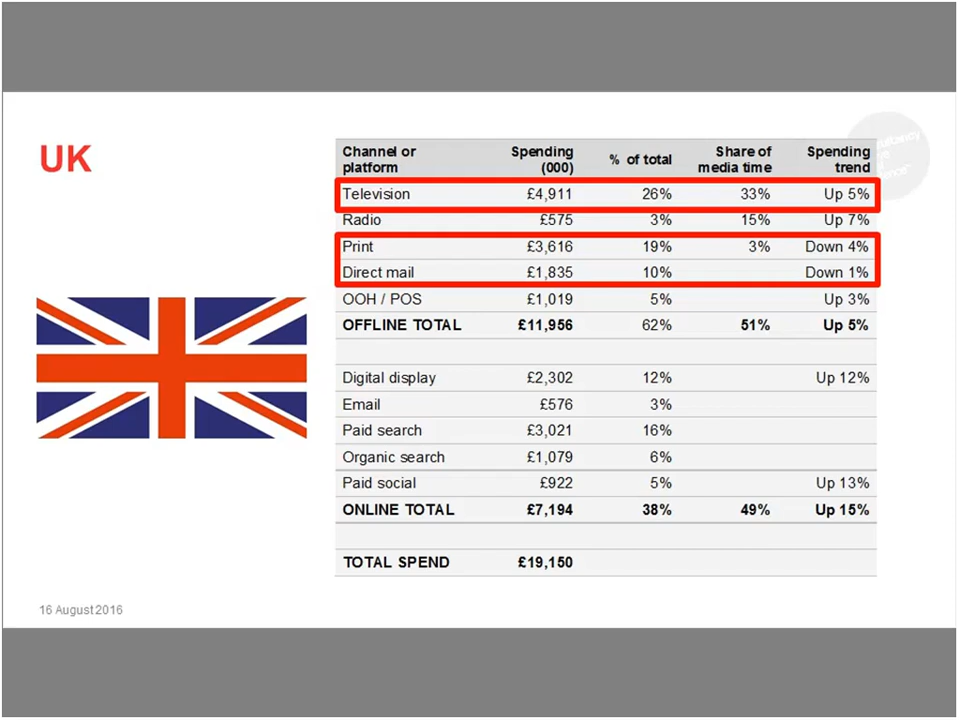 UK
Channel or platform Spending (000) % of total Share of media time Spending trend
Television £4,911 26% 33% Up 5%
Radio £575 3% 15% Up 7%
Print £3,616 19% 3% Down 4%
Direct mail £1,835 10% Down 1%
OOH / POS £1,019 5% Up 3%
OFFLINE TOTAL £11,956 62% 51% Up 5%
Digital display £2,302 12% Up 12%
Email £576 3%
Paid search £3,021 16%
Organic search £1,079 6%
Paid social £922 5% Up 13%
ONLINE TOTAL £7,194 38% 49% Up 15%
TOTAL SPEND £19,150
16 August 2016